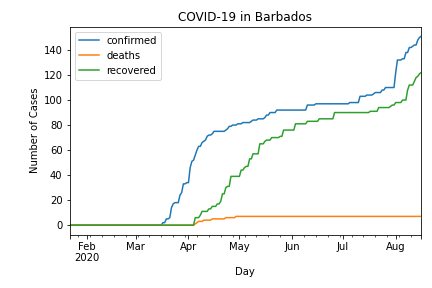 COVID-19 in Barbados
confirmed
deaths
recovered
Number of Cases
140
120
100
80
60
40
20
0
Feb Mar Apr May Jun Jul Aug
2020
Day